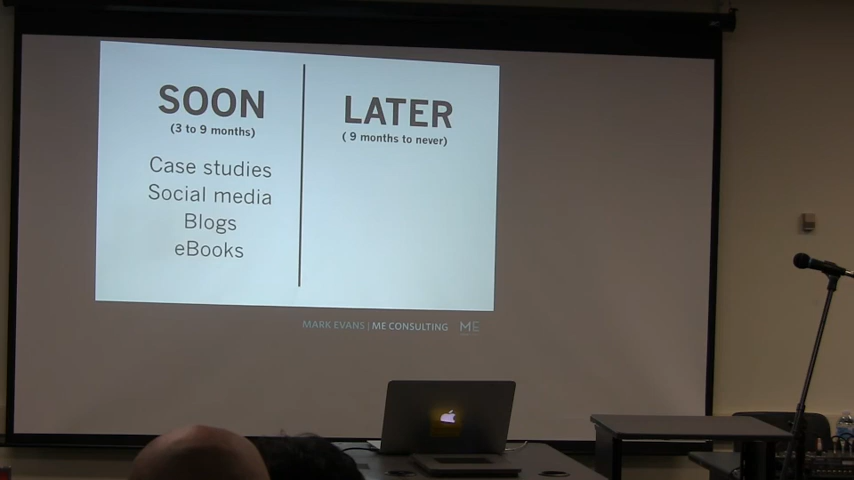 SOON
(3 to 9 months)
Case studies
Social media
Blogs
eBooks
LATER
( 9 months to never)
MARK EVANS | ME CONSULTING ME